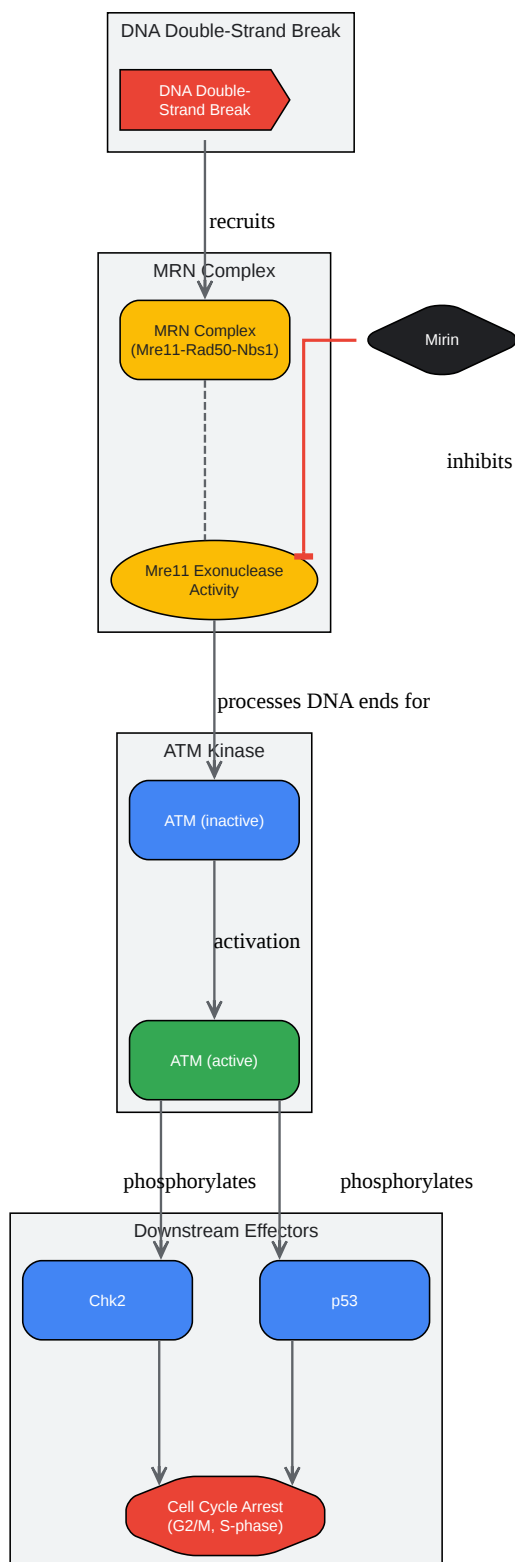 DNA Double-Strand Break
DNA Double-
Strand Break
recruits
MRN Complex
MRN Complex
(Mre11-Rad50-Nbs1)
Mirin
inhibits
Mre11 Exonuclease
Activity
processes DNA ends for
ATM Kinase
ATM (inactive)
activation
ATM (active)
phosphorylates
phosphorylates
Downstream Effectors
Chk2
p53
Cell Cycle Arrest
(G2/M, S-phase)